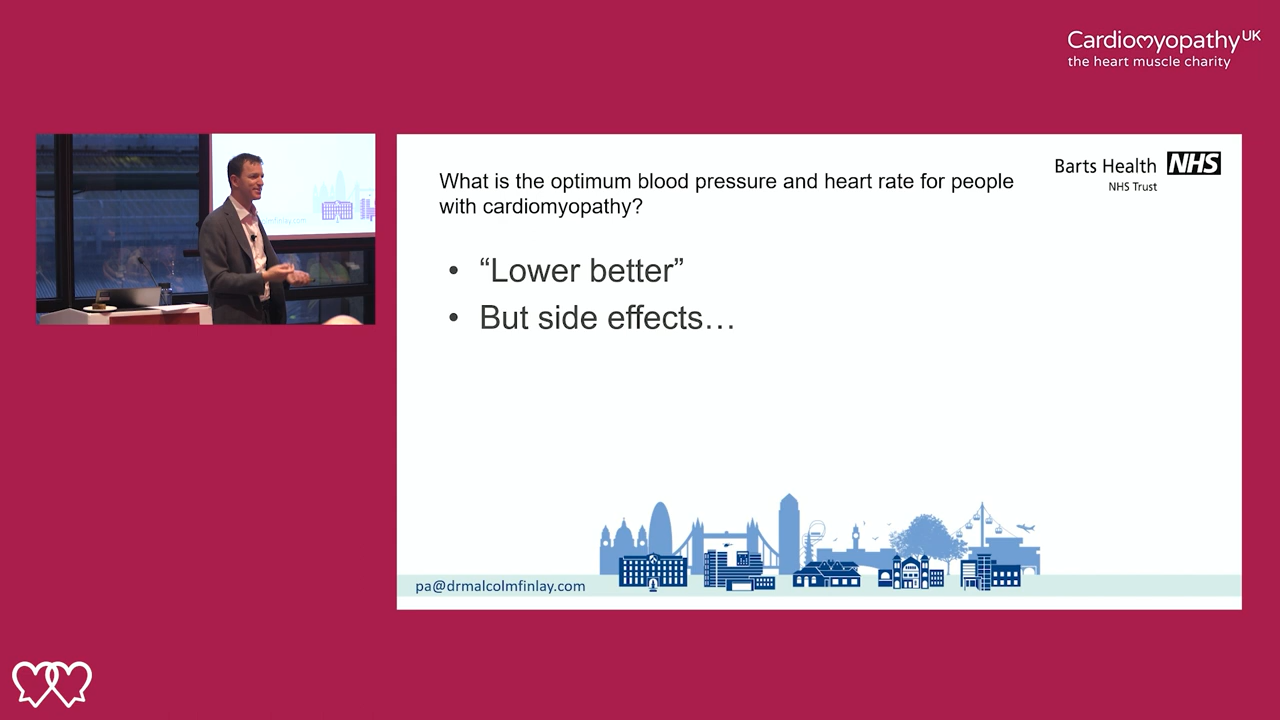 Cardiomyopathy UK
the heart muscle charity
Barts Health NHS
NHS Trust
What is the optimum blood pressure and heart rate for people
with cardiomyopathy?
• “Lower better”
• But side effects…
pa@drmalcolmfinlay.com